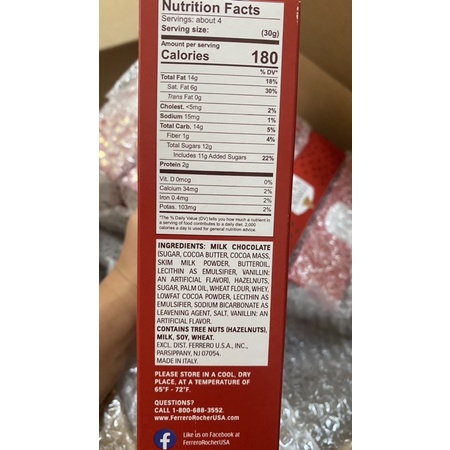 Nutrition Facts
Servings: about 4
Serving size: (30g)
Amount per serving
Calories 180
% DV*
Total Fat 14g 18%
Sat. Fat 6g 30%
Trans Fat 0g
Cholest. <5mg 2%
Sodium 15mg 1%
Total Carb. 14g 5%
Fiber 1g 4%
Total Sugars 12g
Includes 11g Added Sugars 22%
Protein 2g
Vit. D 0mcg 0%
Calcium 34mg 2%
Iron 0.4mg 2%
Potas. 103mg 2%
*The % Daily Value (DV) tells you how much a nutrient in
a serving of food contributes to a daily diet. 2,000
calories a day is used for general nutrition advice.
INGREDIENTS: MILK CHOCOLATE
(SUGAR, COCOA BUTTER, COCOA MASS,
SKIM MILK POWDER, BUTTEROIL,
LECITHIN AS EMULSIFIER, VANILLIN:
AN ARTIFICIAL FLAVOR), HAZELNUTS,
SUGAR, PALM OIL, WHEAT FLOUR, WHEY,
LOWFAT COCOA POWDER, LECITHIN AS
EMULSIFIER, SODIUM BICARBONATE AS
LEAVENING AGENT, SALT, VANILLIN: AN
ARTIFICIAL FLAVOR.
CONTAINS TREE NUTS (HAZELNUTS),
MILK, SOY, WHEAT.
EXCL. DIST. FERRERO U.S.A., INC.,
PARSIPPANY, NJ 07054.
MADE IN ITALY.
PLEASE STORE IN A COOL, DRY
PLACE, AT A TEMPERATURE OF
65°F - 72°F.
QUESTIONS?
CALL 1-800-688-3552.
www.FerreroRocherUSA.com
f
Like us on Facebook at
FerreroRocherUSA